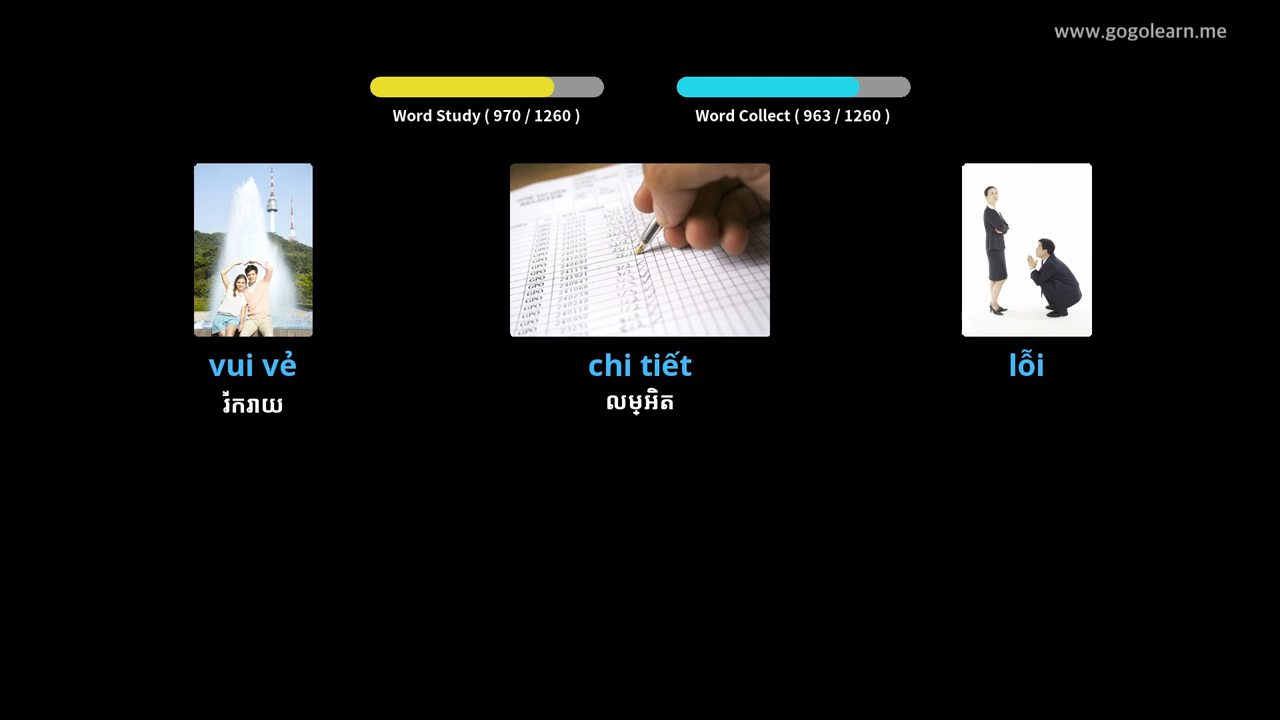 www.gogolearn.me
Word Study ( 970 / 1260 )
Word Collect ( 963 / 1260 )
vui vẻ
chi tiết
lỗi
រីករាយ
លម្អិត